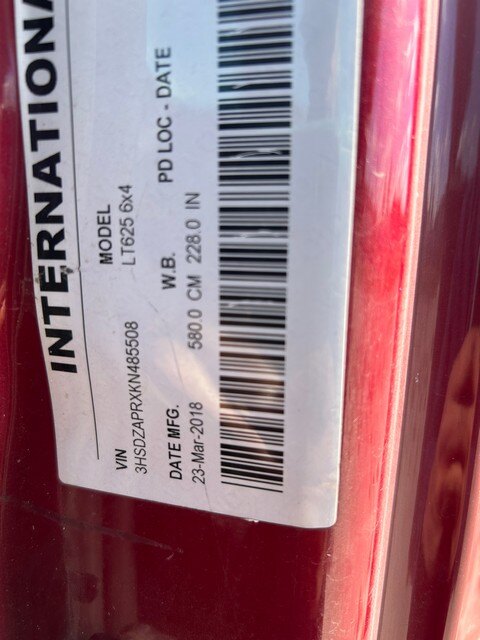 INTERNATIONA
MODEL
LT625 6x4
VIN
3HSDZAPRXKN485508
DATE MFG. W.B. PD LOC - DATE
23-Mar-2018 580.0 CM 228.0 IN